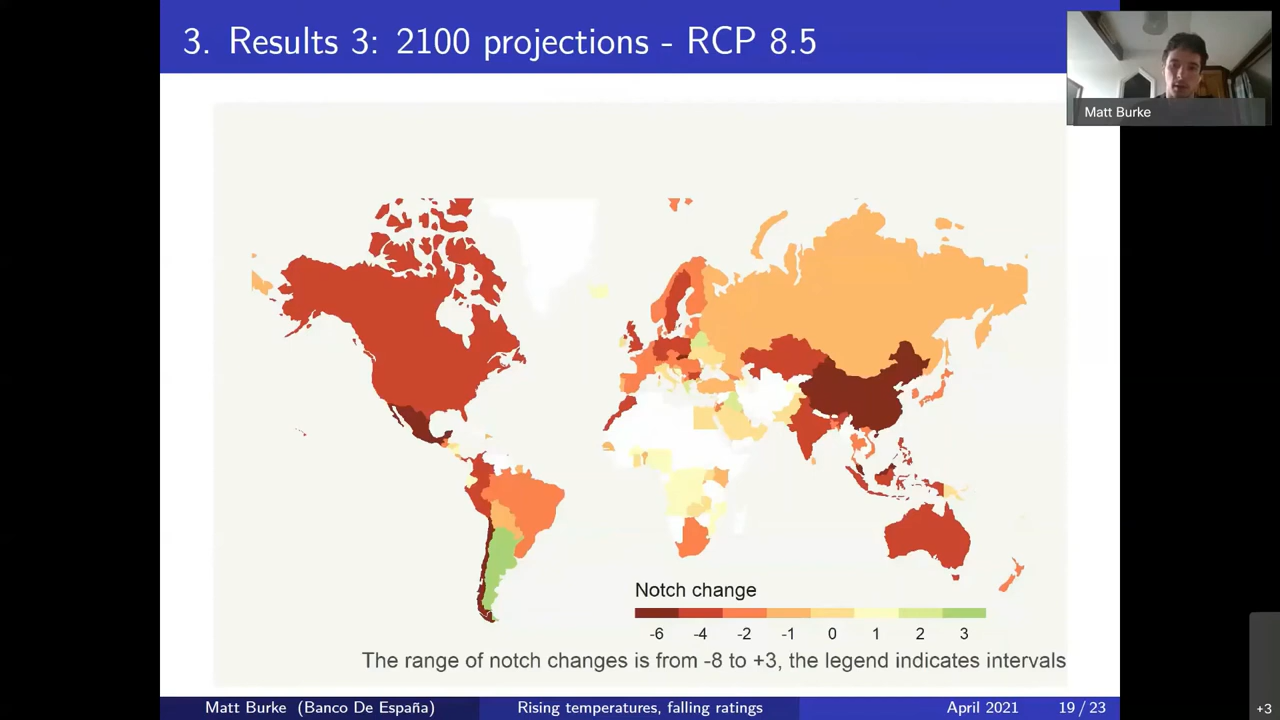 3. Results 3: 2100 projections - RCP 8.5
Matt Burke
Notch change
-6 -4 -2 -1 0 1 2 3
The range of notch changes is from -8 to +3, the legend indicates intervals
Matt Burke (Banco De España) Rising temperatures, falling ratings April 2021 19 / 23
+3